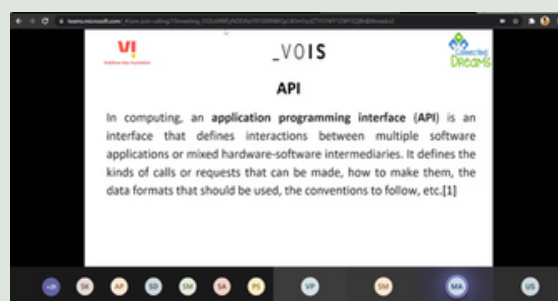 VI
_VOIS
Connecting
Dreams
API
In computing, an application programming interface (API) is an
interface that defines interactions between multiple software
applications or mixed hardware-software intermediaries. It defines the
kinds of calls or requests that can be made, how to make them, the
data formats that should be used, the conventions to follow, etc.[1]
SK AP SD SM SA PS VP SM MA US